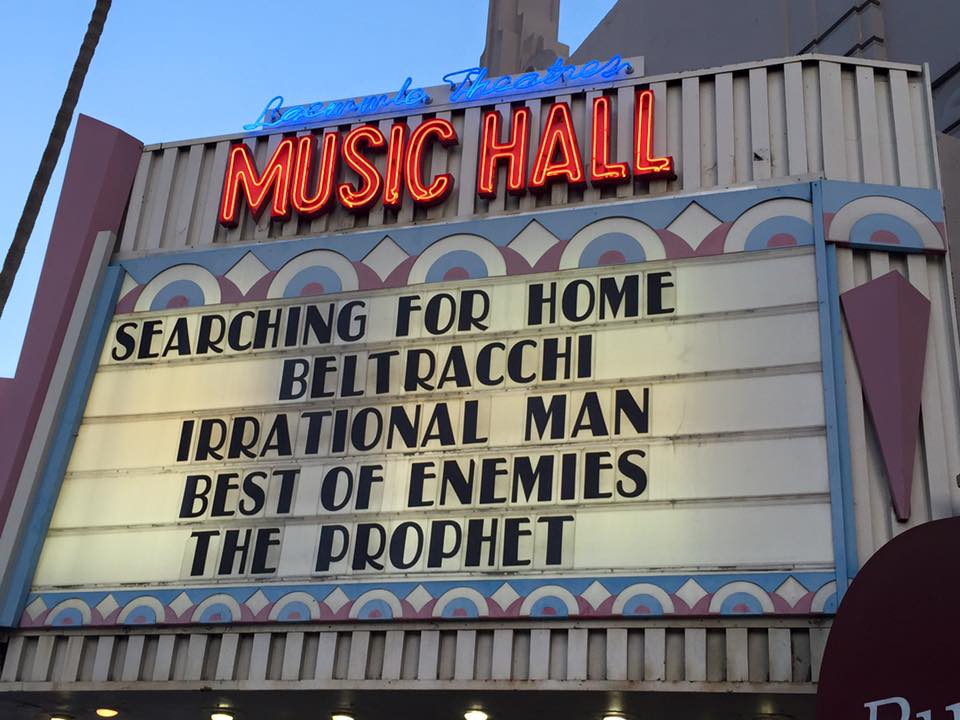 Laemmle Theatres
MUSIC HALL
SEARCHING FOR HOME
BELTRACCHI
IRRATIONAL MAN
BEST OF ENEMIES
THE PROPHET